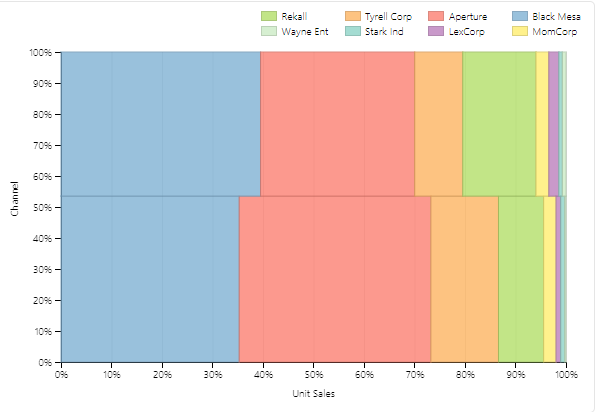 Rekall Tyrell Corp Aperture Black Mesa
Wayne Ent Stark Ind LexCorp MomCorp
100%
90%
80%
70%
60%
50%
40%
30%
20%
10%
0%
Channel
0% 10% 20% 30% 40% 50% 60% 70% 80% 90% 100%
Unit Sales